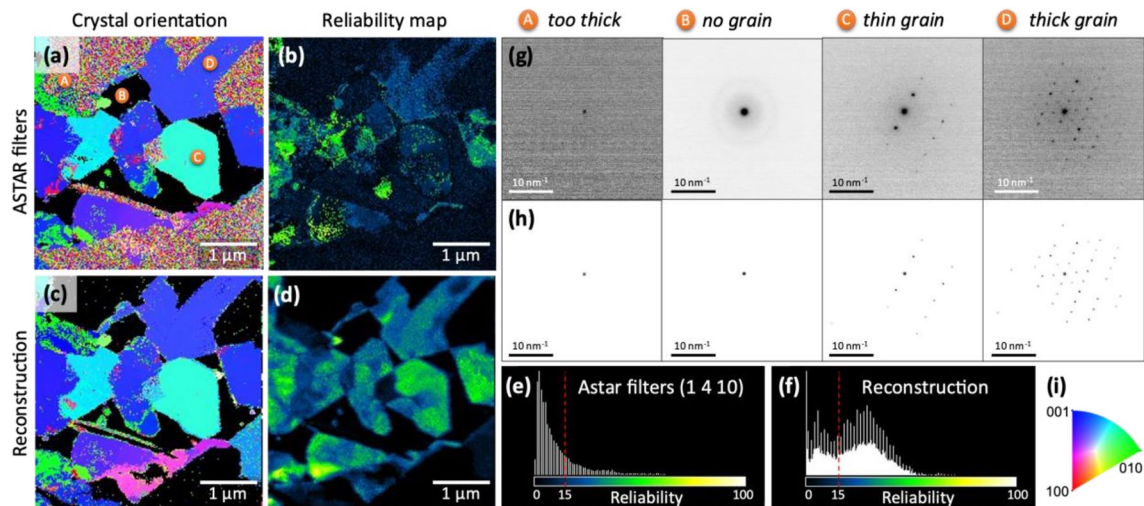 Crystal orientation
Reliability map
A too thick
B no grain
C thin grain
D thick grain
ASTAR filters
(a)
A
B
C
D
1 μm
(b)
1 μm
(g)
10 nm⁻¹
10 nm⁻¹
10 nm⁻¹
10 nm⁻¹
Reconstruction
(c)
1 μm
(d)
1 μm
(h)
10 nm⁻¹
10 nm⁻¹
10 nm⁻¹
10 nm⁻¹
(e)
Astar filters (1 4 10)
0 15 100
Reliability
(f)
Reconstruction
0 15 100
Reliability
(i)
001
010
100